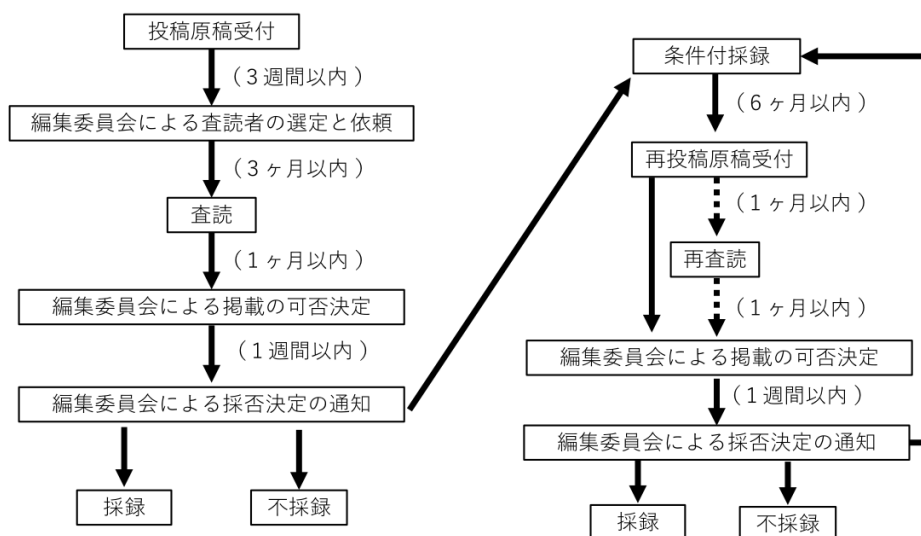 投稿原稿受付
（３週間以内）
編集委員会による査読者の選定と依頼
（３ヶ月以内）
査読
（１ヶ月以内）
編集委員会による掲載の可否決定
（１週間以内）
編集委員会による採否決定の通知
採録
不採録
条件付採録
（６ヶ月以内）
再投稿原稿受付
（１ヶ月以内）
再査読
（１ヶ月以内）
編集委員会による掲載の可否決定
（１週間以内）
編集委員会による採否決定の通知
採録
不採録